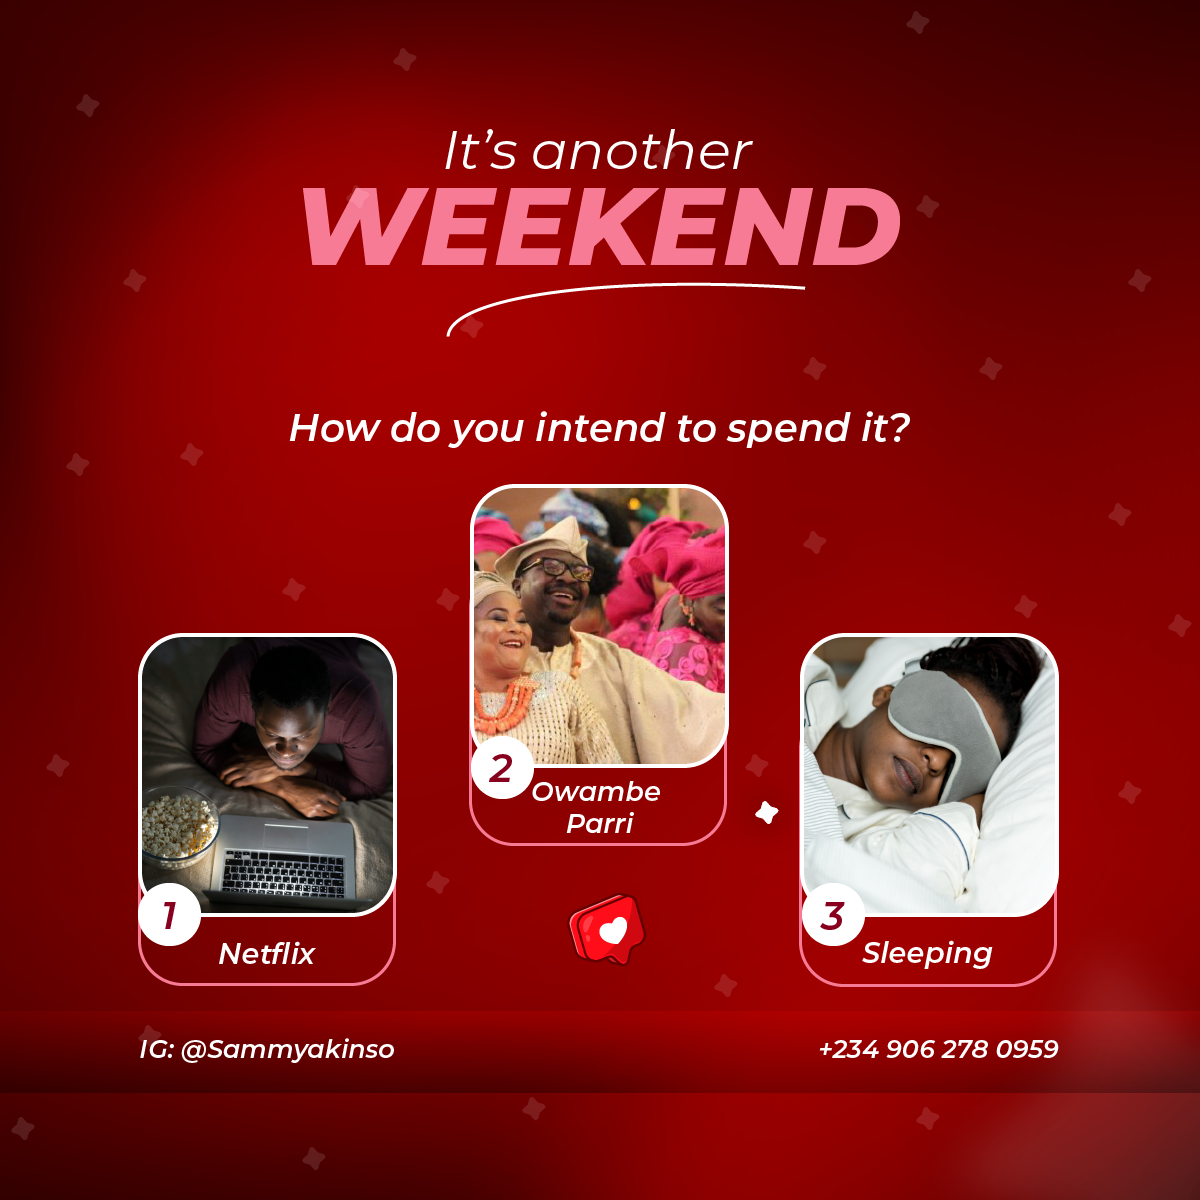 It's another
WEEKEND
How do you intend to spend it?
1
Netflix
2
Owambe
Parri
3
Sleeping
IG: @Sammyakinso
+234 906 278 0959